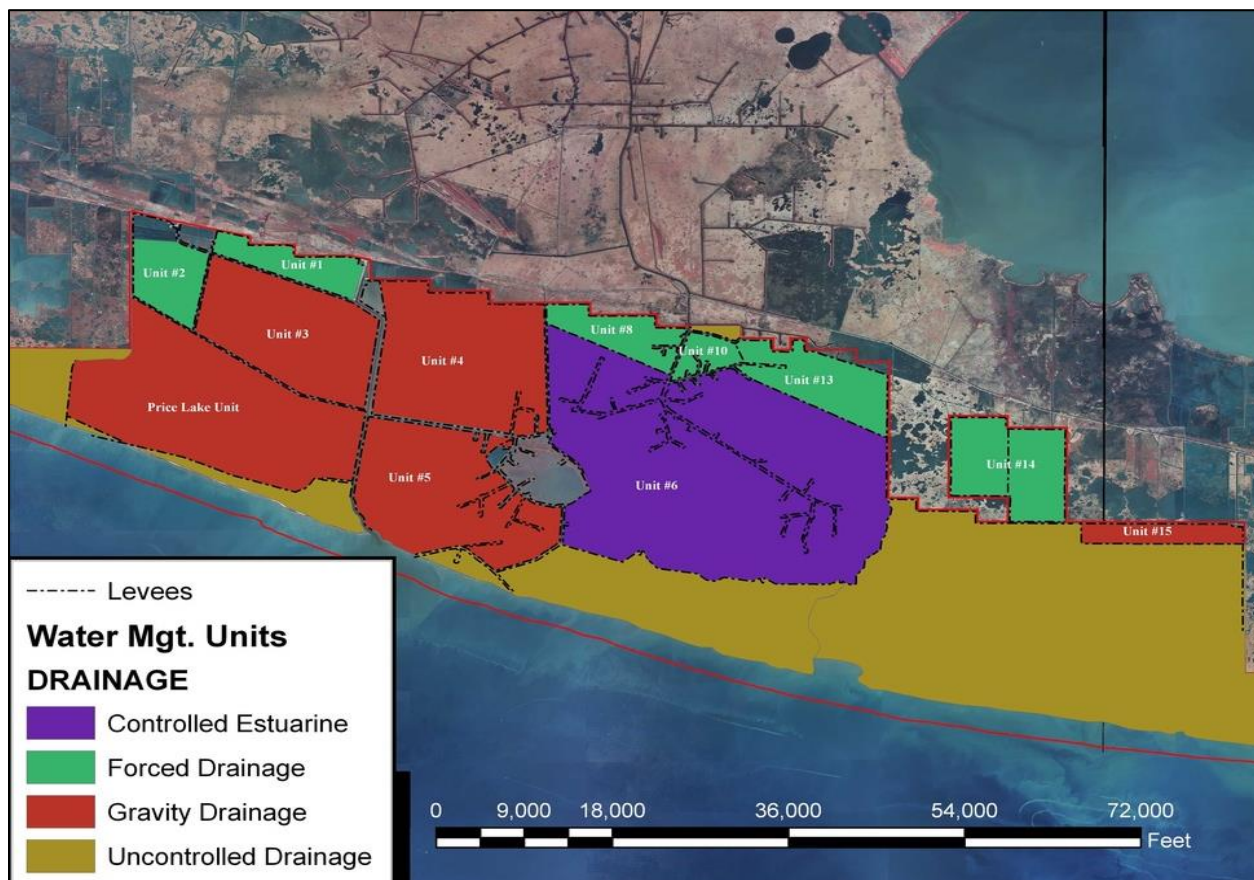 Unit #2
Unit #1
Unit #3
Unit #4
Unit #8
Unit #10
Unit #13
Price Lake Unit
Unit #5
Unit #6
Unit #14
Unit #15
Levees
Water Mgt. Units
DRAINAGE
Controlled Estuarine
Forced Drainage
Gravity Drainage
Uncontrolled Drainage
0 9,000 18,000 36,000 54,000 72,000
Feet